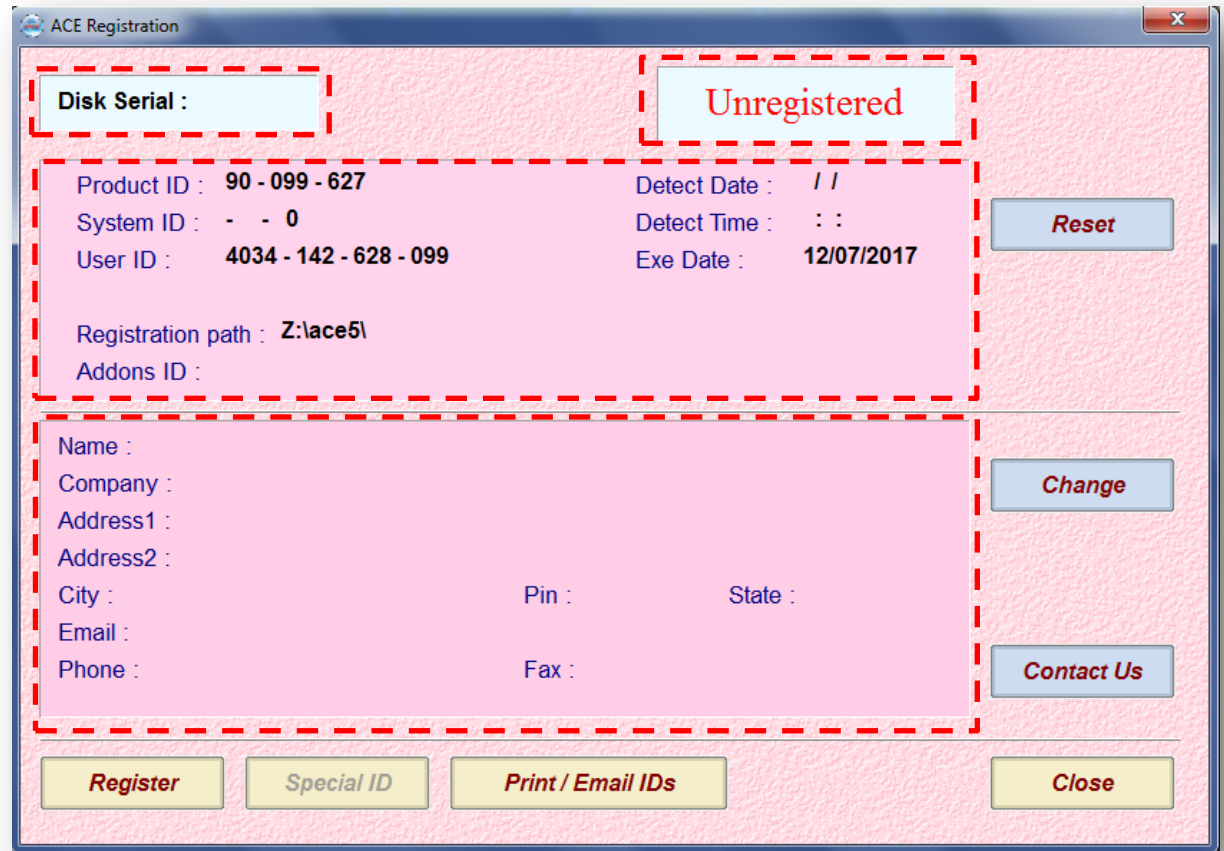 ACE Registration
Disk Serial :
Unregistered
Product ID : 90 - 099 - 627 Detect Date : / /
System ID : - - 0 Detect Time : : :
User ID : 4034 - 142 - 628 - 099 Exe Date : 12/07/2017
Reset
Registration path : Z:\ace5\
Addons ID :
Name :
Company :
Change
Address1 :
Address2 :
City : Pin : State :
Email :
Phone : Fax :
Contact Us
Register Special ID Print / Email IDs Close